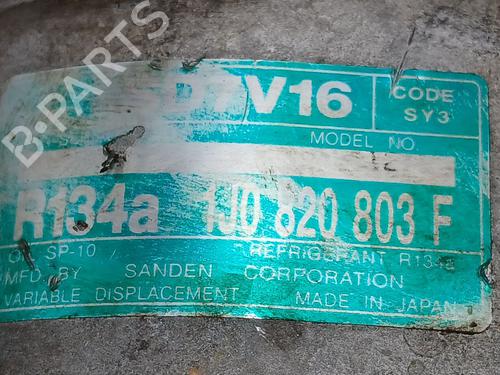 B-PARTS
D7V16
CODE
SY3
MODEL NO.
R134a 1J0 820 803 F
SP-10 REFRIGERANT R134a
MFD. BY SANDEN CORPORATION
VARIABLE DISPLACEMENT MADE IN JAPAN